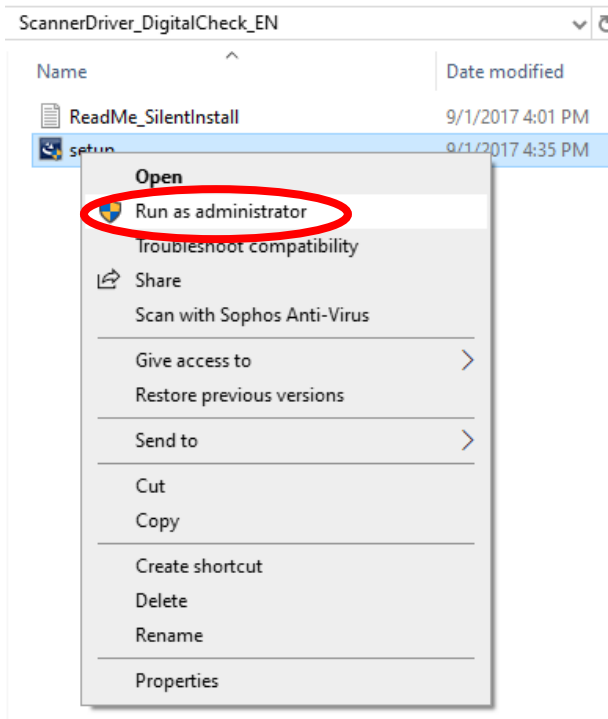 ScannerDriver_DigitalCheck_EN
Name Date modified
ReadMe_SilentInstall 9/1/2017 4:01 PM
setup 9/1/2017 4:35 PM
Open
Run as administrator
Troubleshoot compatibility
Share
Scan with Sophos Anti-Virus
Give access to
Restore previous versions
Send to
Cut
Copy
Create shortcut
Delete
Rename
Properties